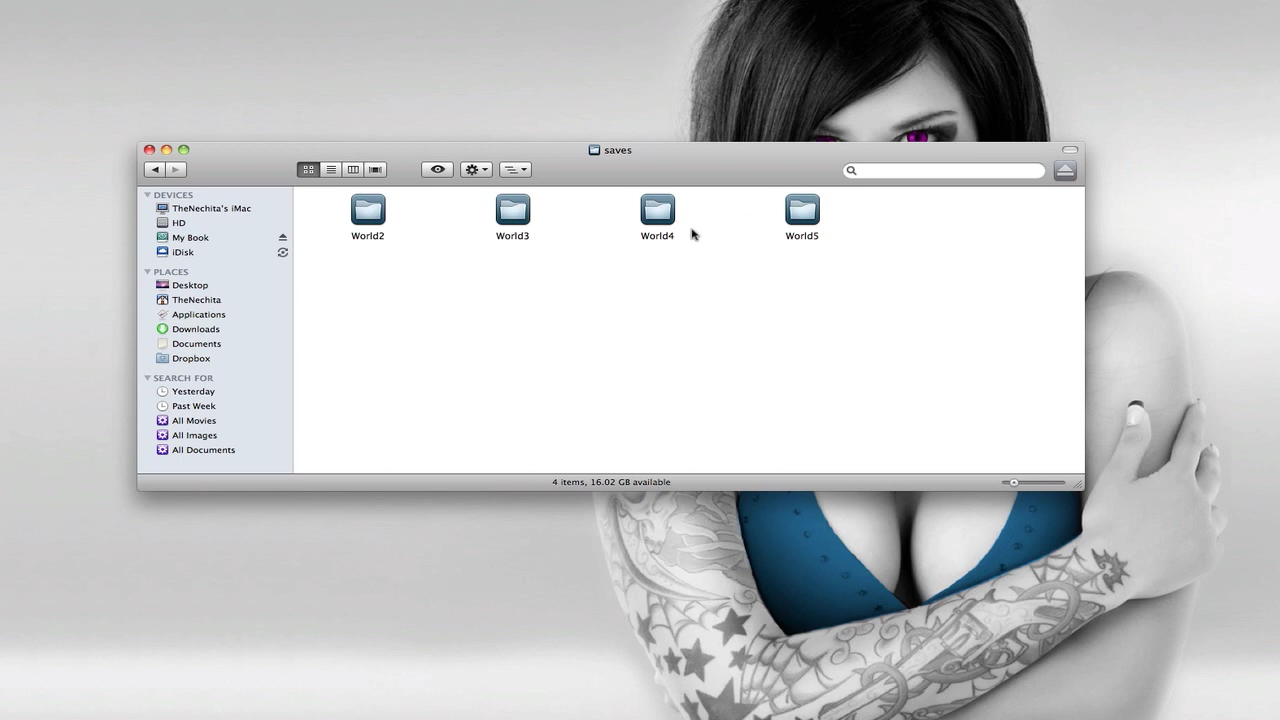 saves
DEVICES
TheNechita's iMac
HD
My Book
iDisk
PLACES
Desktop
TheNechita
Applications
Downloads
Documents
Dropbox
SEARCH FOR
Yesterday
Past Week
All Movies
All Images
All Documents
World2 World3 World4 World5
4 items, 16.02 GB available